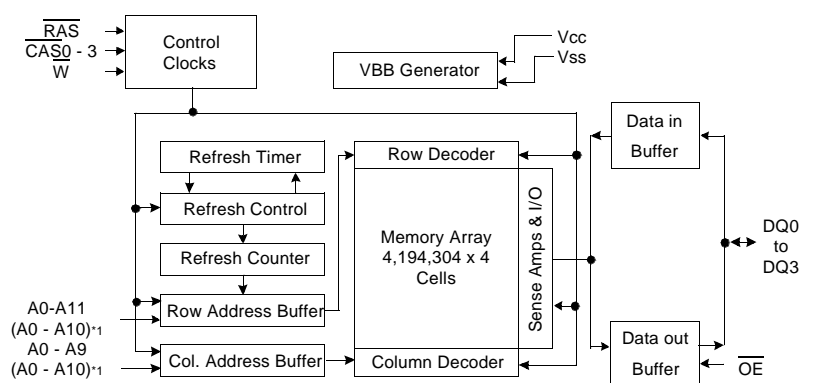 RAS
CAS0 - 3
W
Control
Clocks
VBB Generator
Vcc
Vss
Refresh Timer
Refresh Control
Refresh Counter
Row Address Buffer
Col. Address Buffer
A0-A11
(A0 - A10)*1
A0 - A9
(A0 - A10)*1
Row Decoder
Memory Array
4,194,304 x 4
Cells
Column Decoder
Sense Amps & I/O
Data in
Buffer
Data out
Buffer
DQ0
to
DQ3
OE